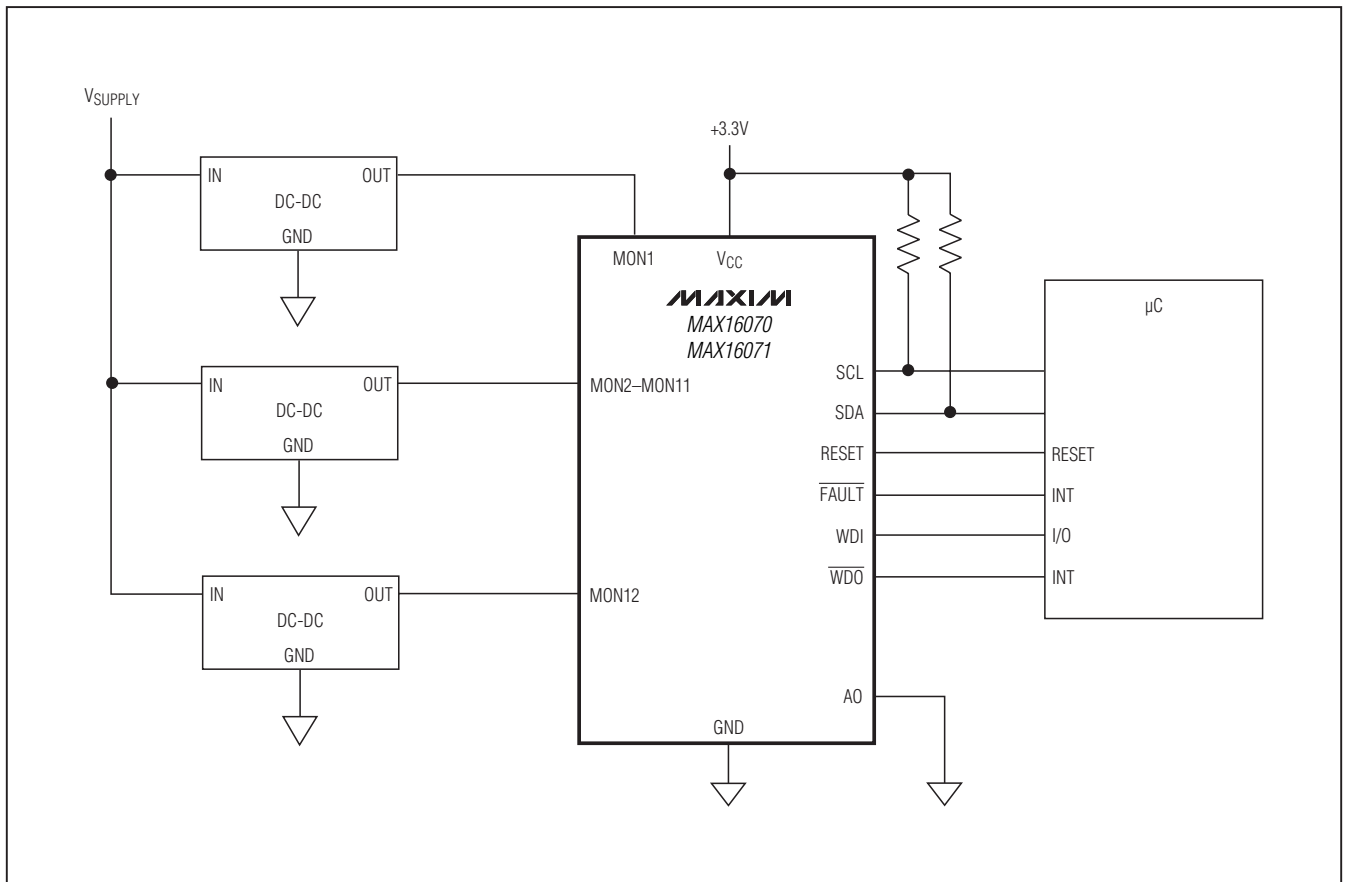 VSUPPLY
+3.3V
IN
OUT
DC-DC
GND
MON1
VCC
MAXIM
MAX16070
MAX16071
µC
IN
OUT
DC-DC
GND
MON2–MON11
SCL
SDA
RESET
RESET
FAULT
INT
WDI
I/O
WDO
INT
IN
OUT
DC-DC
GND
MON12
AO
GND